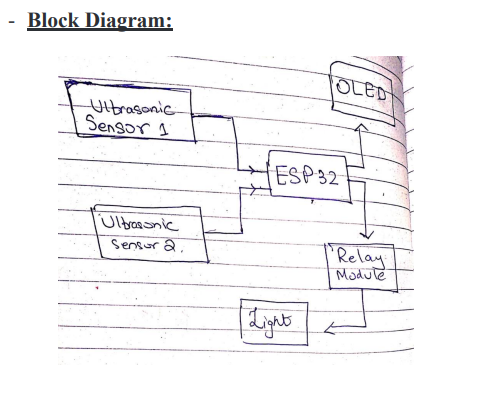 - Block Diagram:
OLED
Ultrasonic
Sensor 1
ESP32
Ultrasonic
Sensor 2.
Relay
Module
Light